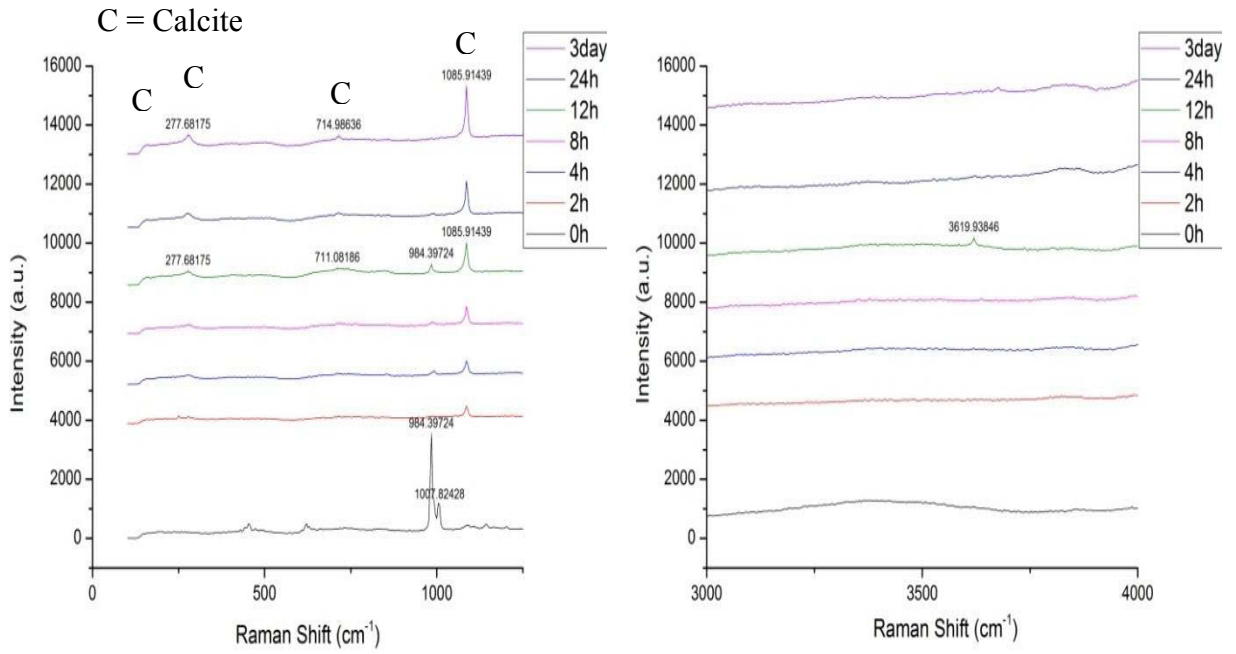 C = Calcite
C
C
C
C
3day
24h
12h
8h
4h
2h
0h
16000
14000
12000
10000
8000
6000
4000
2000
0
1085.91439
277.68175
714.98636
1085.91439
277.68175
711.08186
984.39724
984.39724
1007.82428
0
500
1000
Intensity (a.u.)
Raman Shift (cm-1)
3day
24h
12h
8h
4h
2h
0h
16000
14000
12000
10000
8000
6000
4000
2000
0
3619.93846
3000
3500
4000
Intensity (a.u.)
Raman Shift (cm-1)